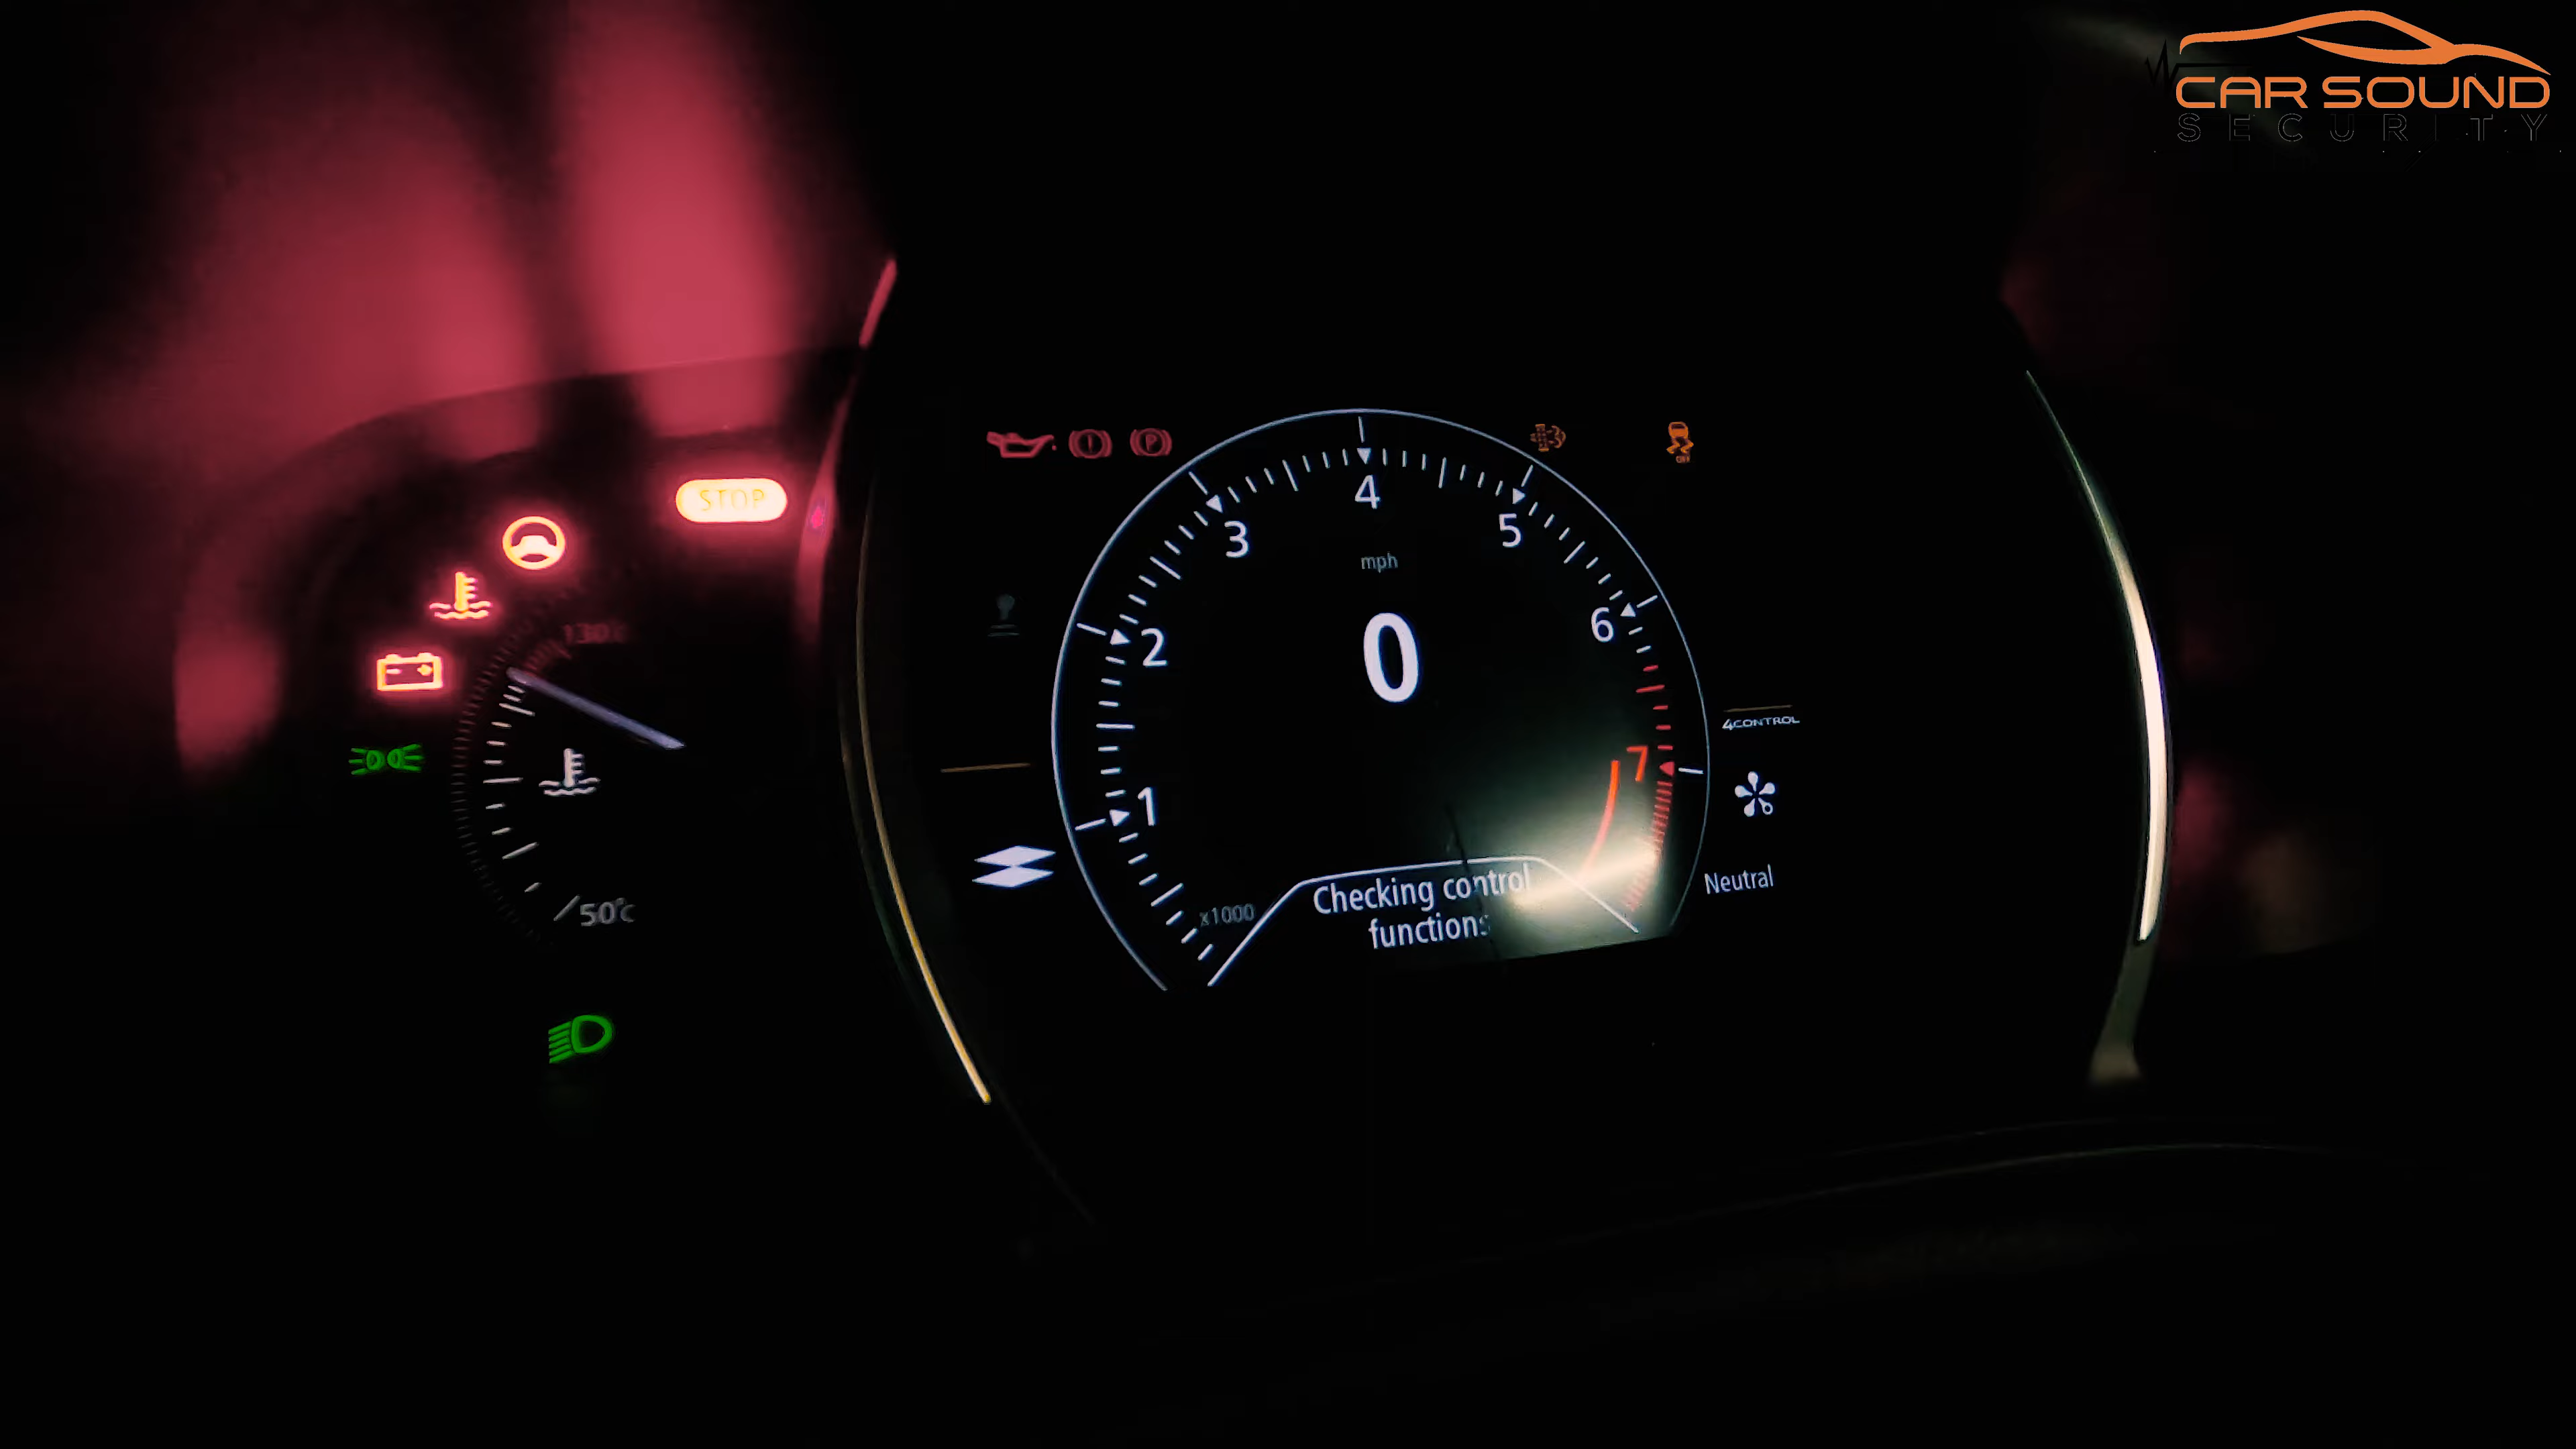 CAR SOUND
SECURITY
STOP
P
OFF
4
3
5
mph
130°C
2
6
0
4CONTROL
7
1
Checking control
functions
Neutral
x1000
50°C